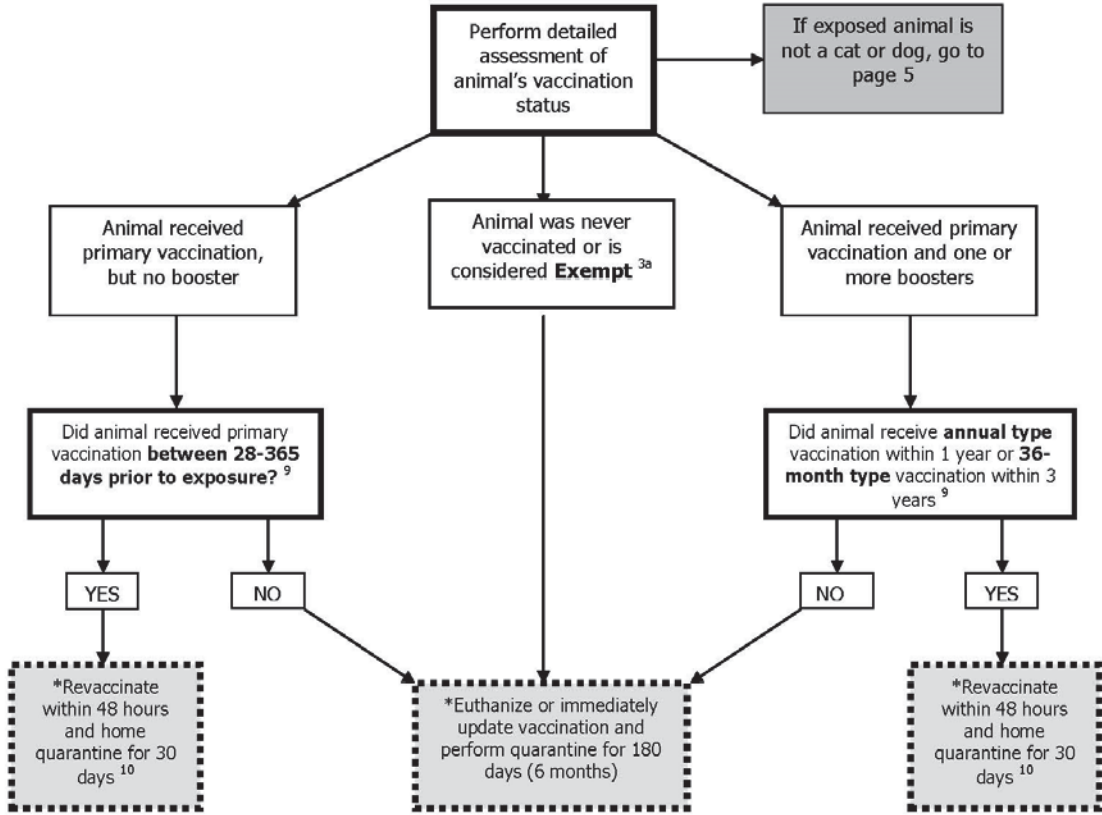 Perform detailed
assessment of
animal's vaccination
status
If exposed animal is
not a cat or dog, go to
page 5
Animal received
primary vaccination,
but no booster
Animal was never
vaccinated or is
considered Exempt 3a
Animal received primary
vaccination and one or
more boosters
Did animal received primary
vaccination between 28-365
days prior to exposure? 9
Did animal receive annual type
vaccination within 1 year or 36-
month type vaccination within 3
years 9
YES
NO
NO
YES
*Revaccinate
within 48 hours
and home
quarantine for 30
days 10
*Euthanize or immediately
update vaccination and
perform quarantine for 180
days (6 months)
*Revaccinate
within 48 hours
and home
quarantine for 30
days 10